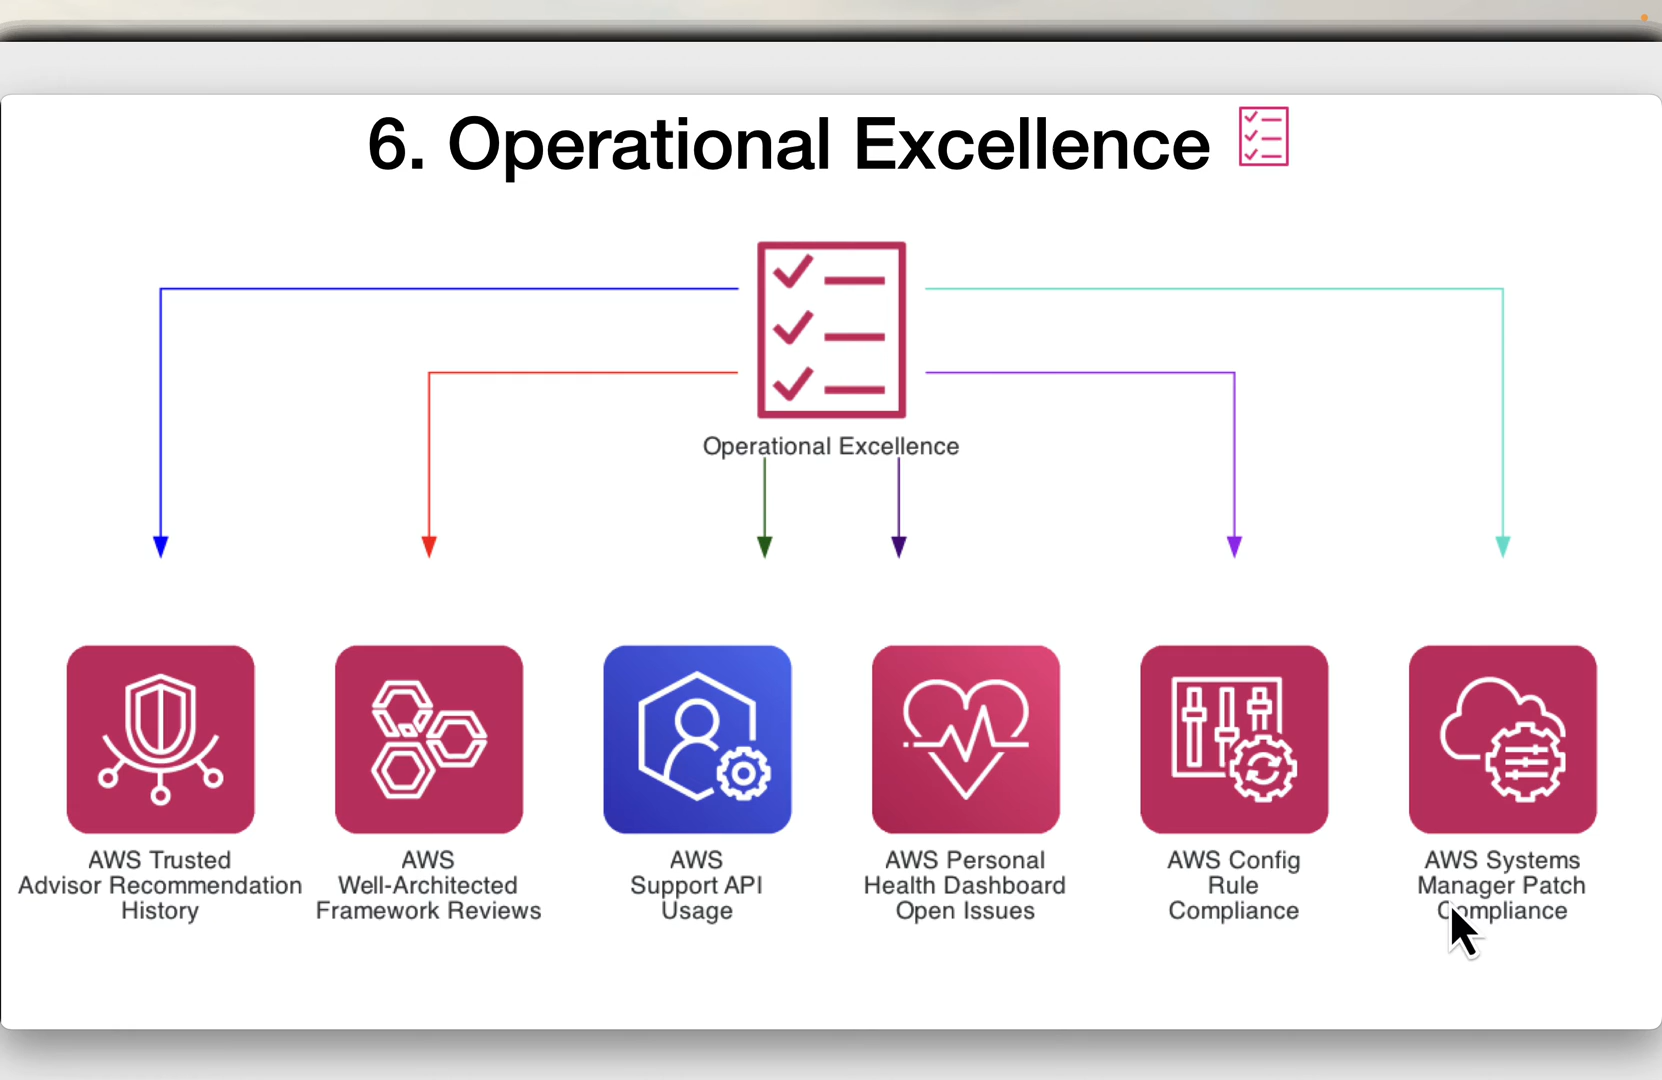 6. Operational Excellence
Operational Excellence
AWS Trusted
Advisor Recommendation
History
AWS
Well-Architected
Framework Reviews
AWS
Support API
Usage
AWS Personal
Health Dashboard
Open Issues
AWS Config
Rule
Compliance
AWS Systems
Manager Patch
Compliance